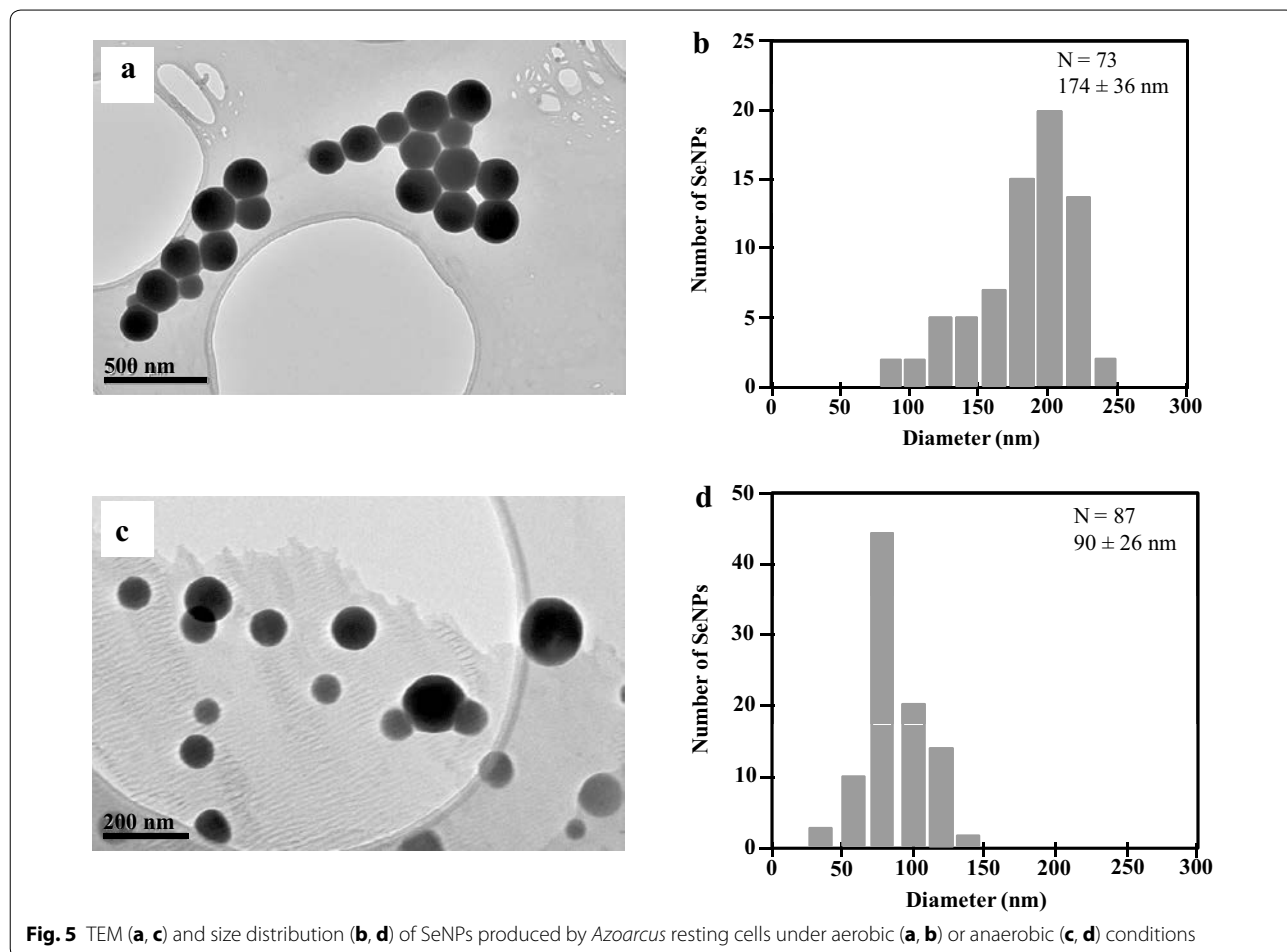 a
500 nm
b
25
20
15
10
5
0
0 50 100 150 200 250 300
Number of SeNPs
Diameter (nm)
N = 73
174 ± 36 nm
c
200 nm
d
50
40
30
20
10
0
0 50 100 150 200 250 300
Number of SeNPs
Diameter (nm)
N = 87
90 ± 26 nm
Fig. 5 TEM (a, c) and size distribution (b, d) of SeNPs produced by Azoarcus resting cells under aerobic (a, b) or anaerobic (c, d) conditions